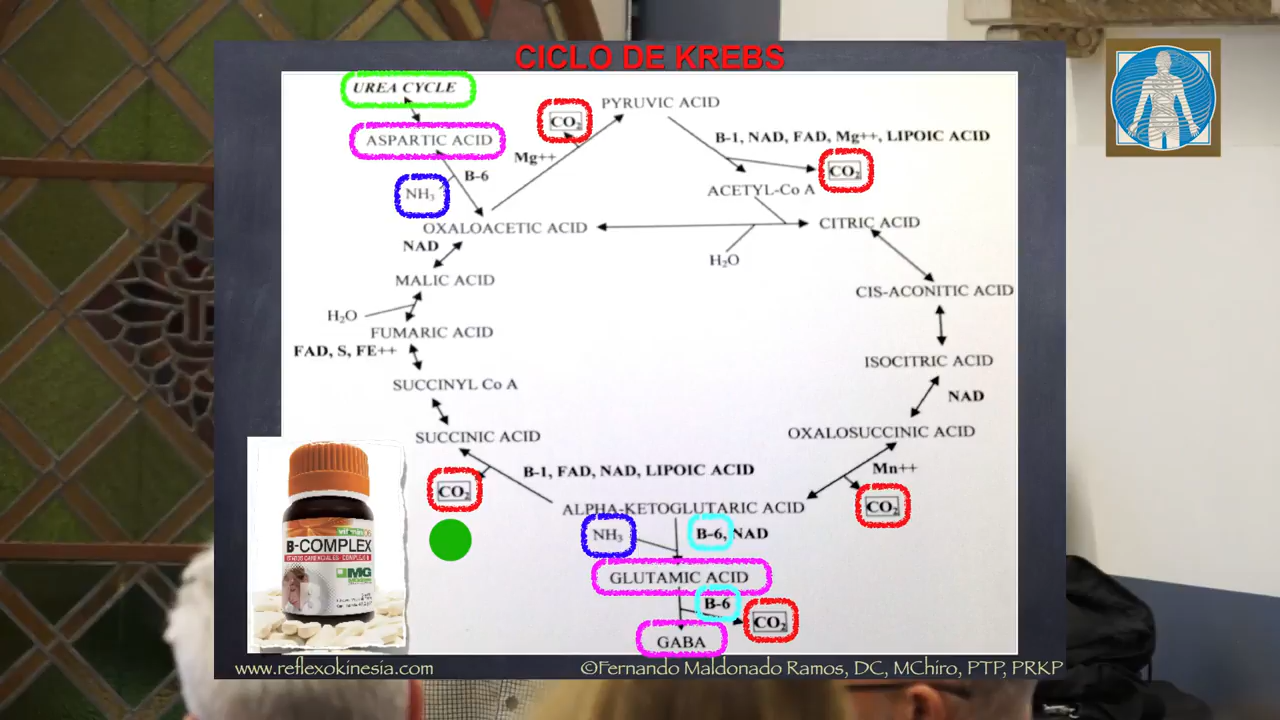 CICLO DE KREBS
UREA CYCLE
PYRUVIC ACID
CO₂
ASPARTIC ACID
B-1, NAD, FAD, Mg++, LIPOIC ACID
Mg++
CO₂
B-6
NH₃
ACETYL-Co A
OXALOACETIC ACID
CITRIC ACID
NAD
H₂O
MALIC ACID
CIS-ACONITIC ACID
H₂O
FUMARIC ACID
FAD, S, FE++
ISOCITRIC ACID
SUCCINYL Co A
NAD
SUCCINIC ACID
OXALOSUCCINIC ACID
B-1, FAD, NAD, LIPOIC ACID
Mn++
CO₂
ALPHA-KETOGLUTARIC ACID
CO₂
NH₃
B-6, NAD
GLUTAMIC ACID
B-6
CO₂
GABA
B-COMPLEX
MG
www.reflexokinesia.com
©Fernando Maldonado Ramos, DC, MChiro, PTP, PRKP